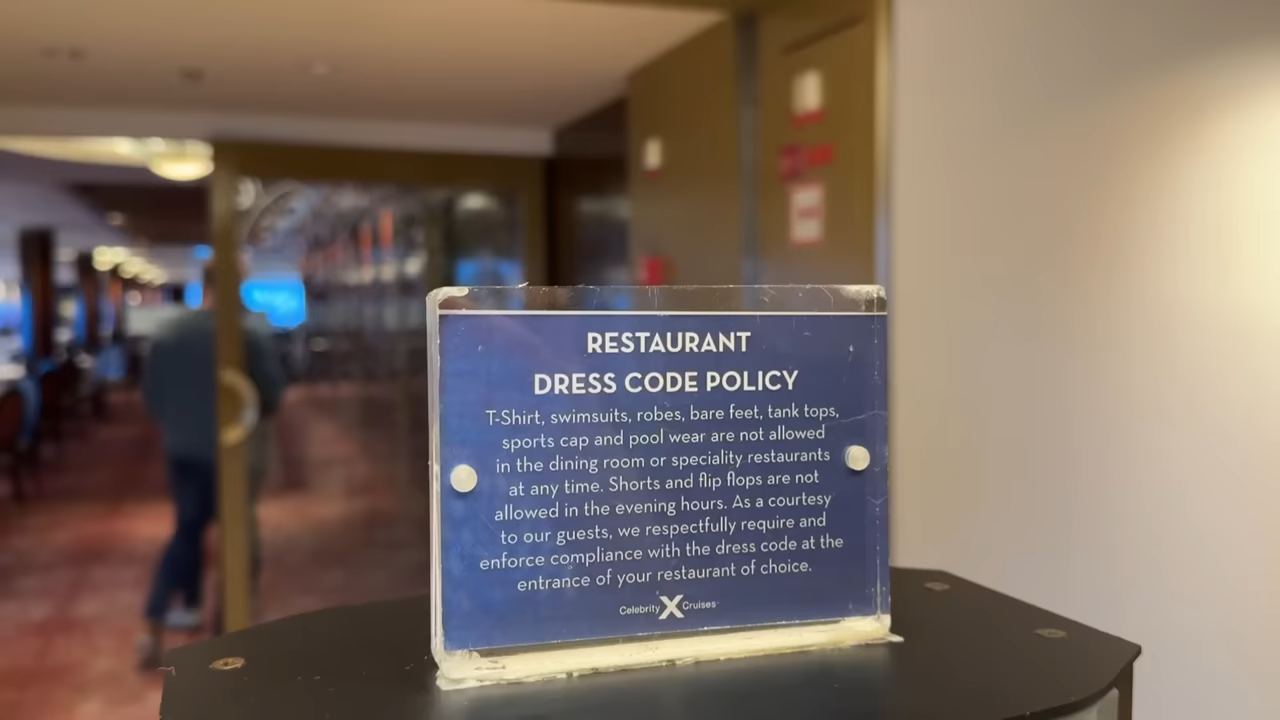 RESTAURANT
DRESS CODE POLICY
T-Shirt, swimsuits, robes, bare feet, tank tops,
sports cap and pool wear are not allowed
in the dining room or speciality restaurants
at any time. Shorts and flip flops are not
allowed in the evening hours. As a courtesy
to our guests, we respectfully require and
enforce compliance with the dress code at the
entrance of your restaurant of choice.
Celebrity X Cruises